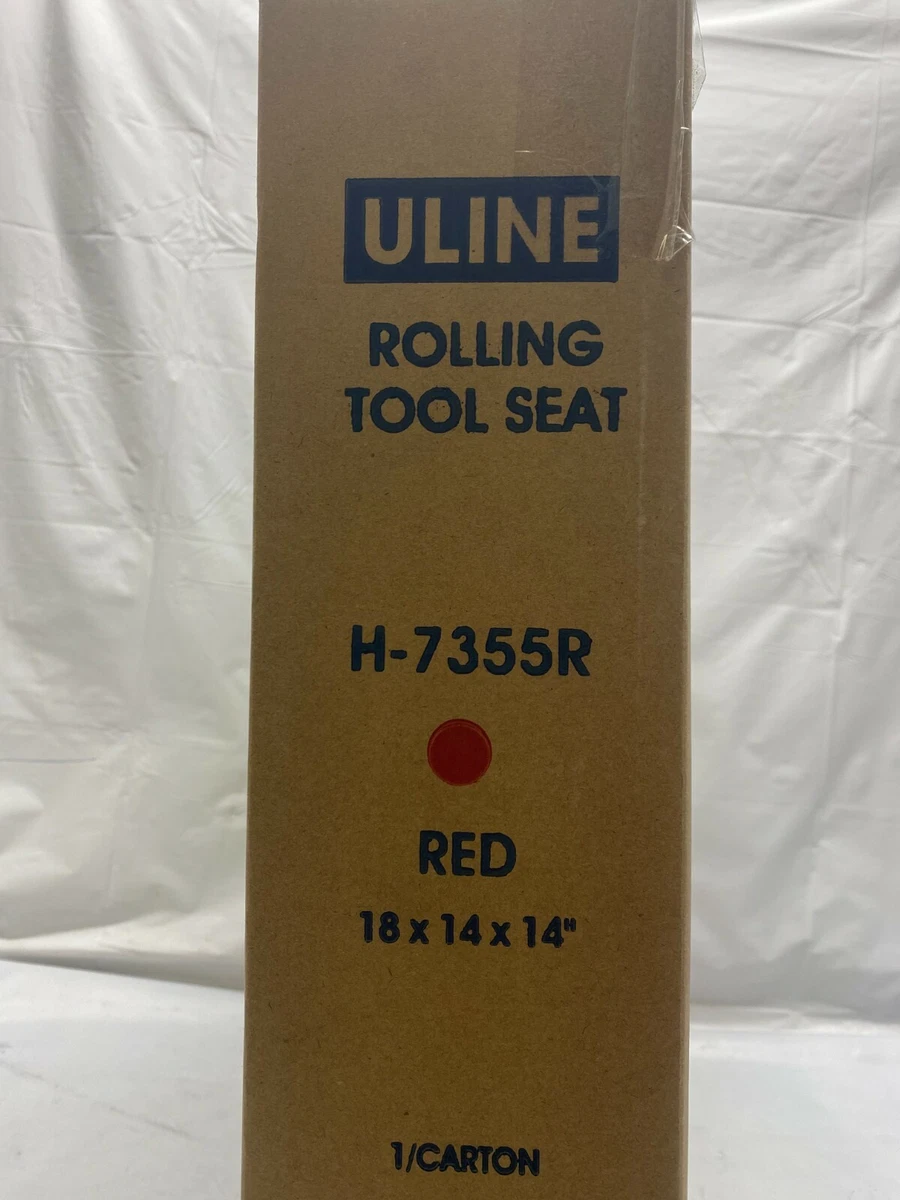 ULINE
ROLLING
TOOL SEAT
H-7355R
RED
18 x 14 x 14"
1/CARTON